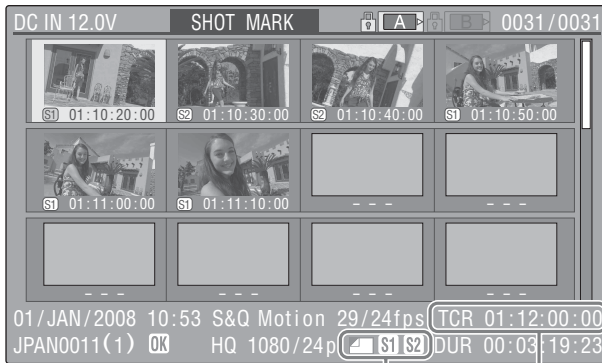 DC IN 12.0V SHOT MARK A B 0031/0031
S1 01:10:20:00 S2 01:10:30:00 S2 01:10:40:00 S1 01:10:50:00
S1 01:11:00:00 S1 01:11:10:00 - - - - - -
- - - - - - - - - - - -
01/JAN/2008 10:53 S&Q Motion 29/24fps TCR 01:12:00:00
JPAN0011(1) OK HQ 1080/24p S1 S2 DUR 00:03:19:23